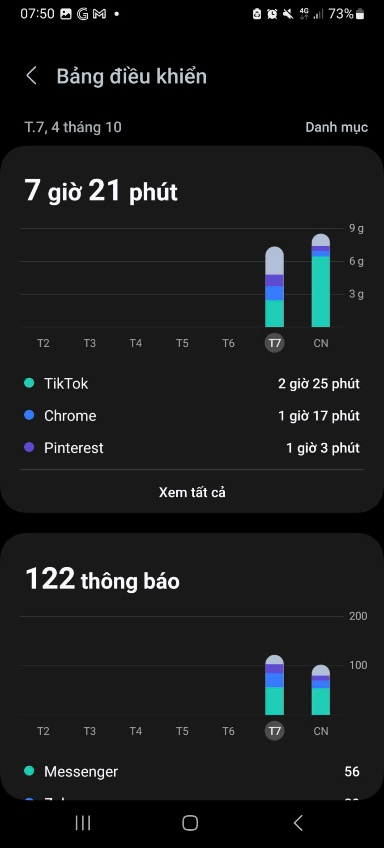 07:50 4G 73%
Bảng điều khiển
T.7, 4 tháng 10 Danh mục
7 giờ 21 phút
9 g
6 g
3 g
T2 T3 T4 T5 T6 T7 CN
TikTok 2 giờ 25 phút
Chrome 1 giờ 17 phút
Pinterest 1 giờ 3 phút
Xem tất cả
122 thông báo
200
100
T2 T3 T4 T5 T6 T7 CN
Messenger 56